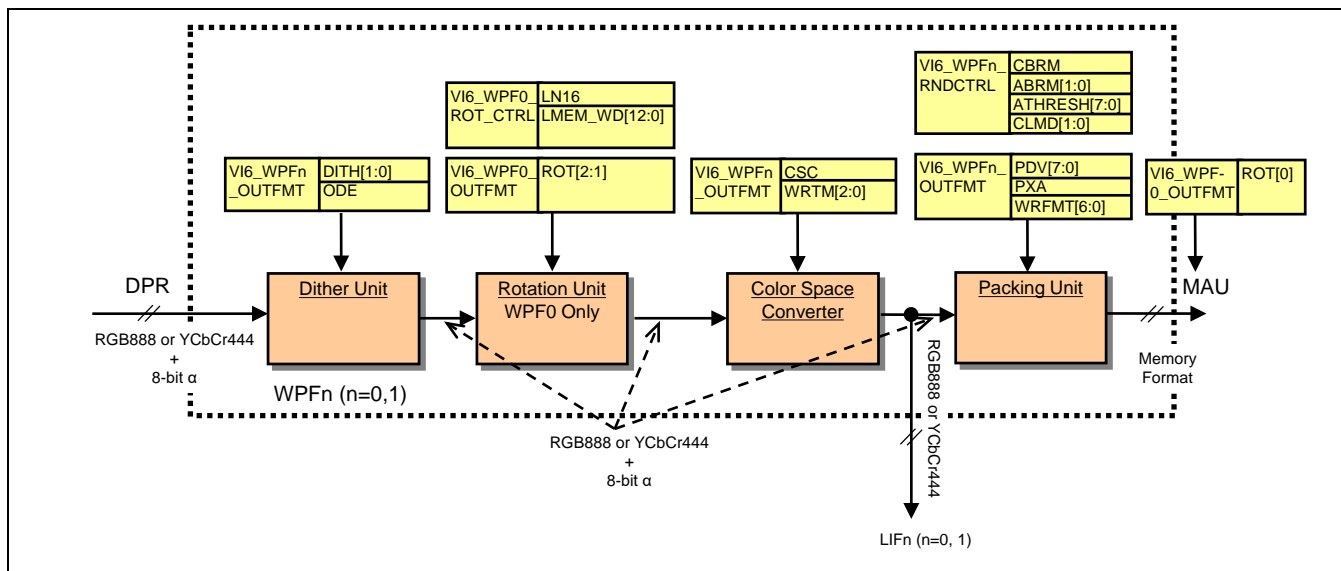 VI6_WPF0_
ROT_CTRL
LN16
LMEM_WD[12:0]
VI6_WPFn_
RNDCTRL
CBRM
ABRM[1:0]
ATHRESH[7:0]
CLMD[1:0]
VI6_WPFn
_OUTFMT
DITH[1:0]
ODE
VI6_WPF0_
OUTFMT
ROT[2:1]
VI6_WPFn
_OUTFMT
CSC
WRTM[2:0]
VI6_WPFn_
OUTFMT
PDV[7:0]
PXA
WRFMT[6:0]
VI6_WPF-
0_OUTFMT
ROT[0]
DPR
RGB888 or YCbCr444
+
8-bit α
Dither Unit
Rotation Unit
WPF0 Only
Color Space
Converter
Packing Unit
MAU
Memory
Format
WPFn (n=0,1)
RGB888 or YCbCr444
+
8-bit α
RGB888 or YCbCr444
LIFn (n=0, 1)